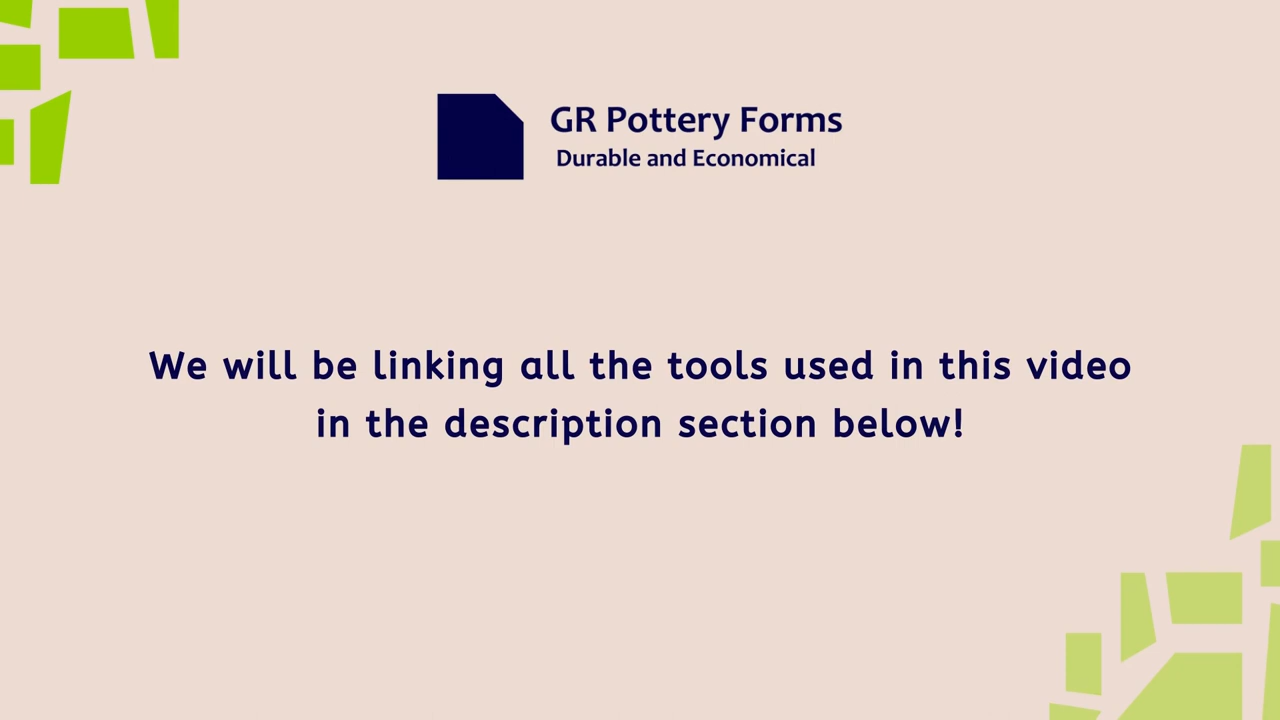 GR Pottery Forms
Durable and Economical
We will be linking all the tools used in this video
in the description section below!